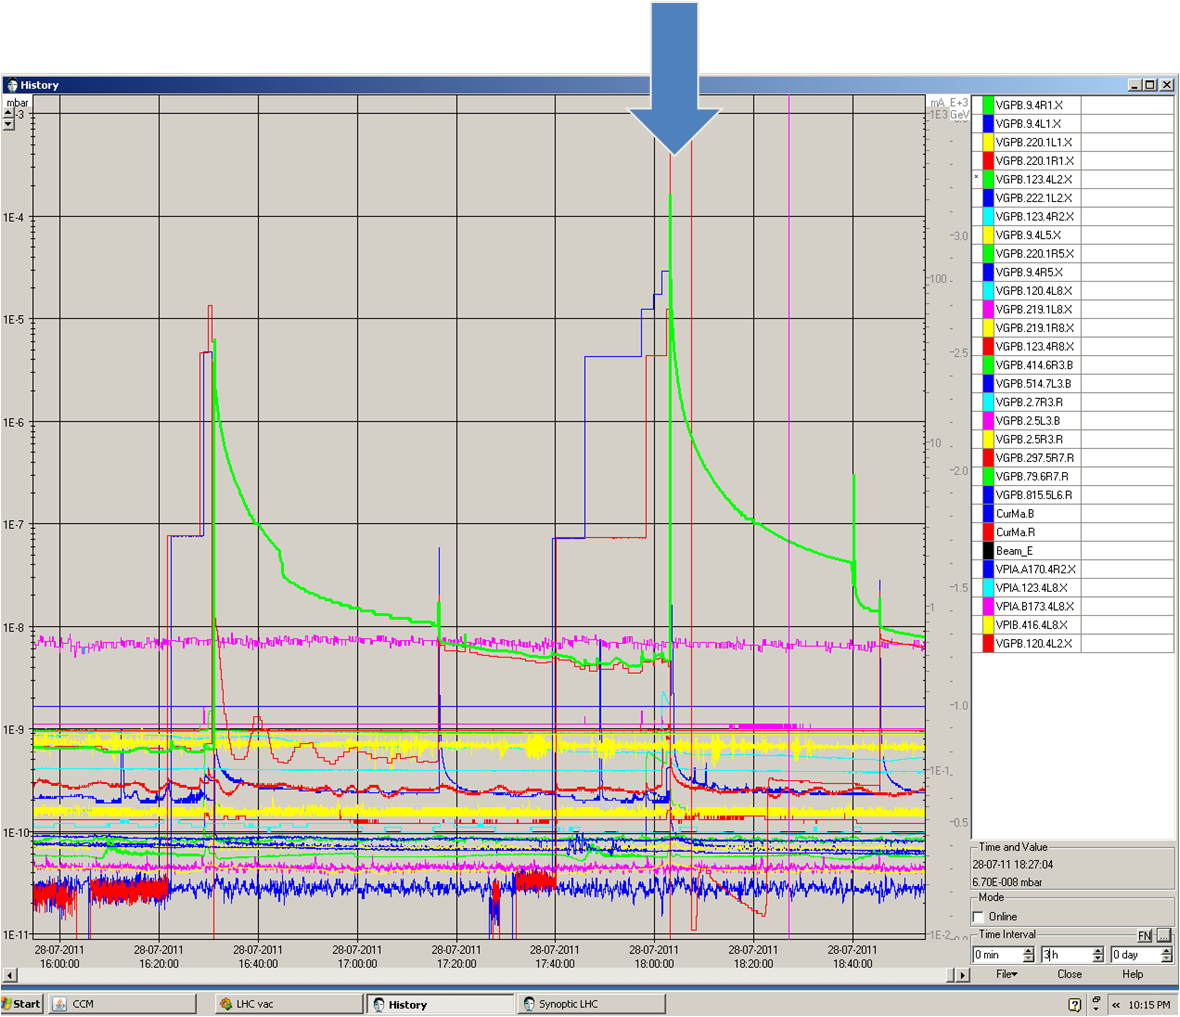 History
mbar
-3
1E-4
1E-5
1E-6
1E-7
1E-8
1E-9
1E-10
1E-11
28-07-2011 28-07-2011 28-07-2011 28-07-2011 28-07-2011 28-07-2011 28-07-2011 28-07-2011 28-07-2011
16:00:00 16:20:00 16:40:00 17:00:00 17:20:00 17:40:00 18:00:00 18:20:00 18:40:00
mA E+3
1E3 GeV
-3.0
100
-2.5
10
-2.0
-1.5
1
-1.0
1E-1
-0.5
1E-2
VGPB.9.4R1.X
VGPB.9.4L1.X
VGPB.220.1L1.X
VGPB.220.1R1.X
VGPB.123.4L2.X
VGPB.222.1L2.X
VGPB.123.4R2.X
VGPB.9.4L5.X
VGPB.220.1R5.X
VGPB.9.4R5.X
VGPB.120.4L8.X
VGPB.219.1L8.X
VGPB.219.1R8.X
VGPB.123.4R8.X
VGPB.414.6R3.B
VGPB.514.7L3.B
VGPB.2.7R3.R
VGPB.2.5L3.B
VGPB.2.5R3.R
VGPB.297.5R7.R
VGPB.79.6R7.R
VGPB.815.5L6.R
CurMa.B
CurMa.R
Beam_E
VPIA.A170.4R2.X
VPIA.123.4L8.X
VPIA.B173.4L8.X
VPIB.416.4L8.X
VGPB.120.4L2.X
Time and Value
28-07-11 18:27:04
6.70E-008 mbar
Mode
Online
Time Interval FN ...
0 min 3 h 0 day
File Close Help
Start CCM LHC vac History Synoptic LHC « 10:15 PM